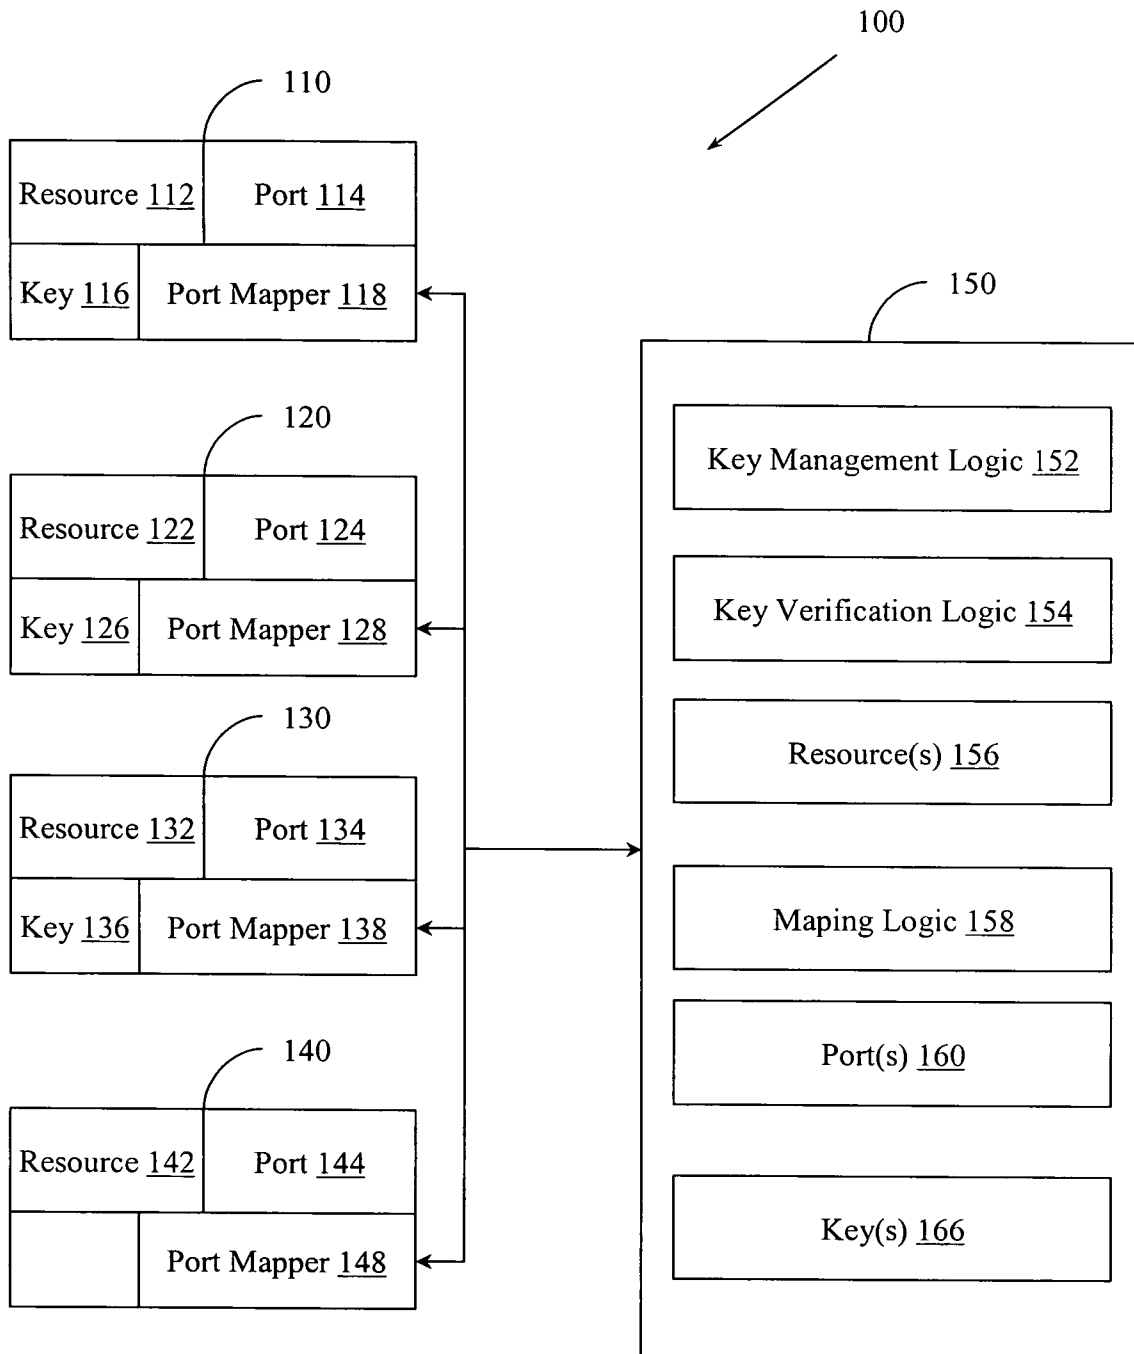 100
110
Resource 112 Port 114
Key 116 Port Mapper 118
120
Resource 122 Port 124
Key 126 Port Mapper 128
130
Resource 132 Port 134
Key 136 Port Mapper 138
140
Resource 142 Port 144
Port Mapper 148
150
Key Management Logic 152
Key Verification Logic 154
Resource(s) 156
Maping Logic 158
Port(s) 160
Key(s) 166